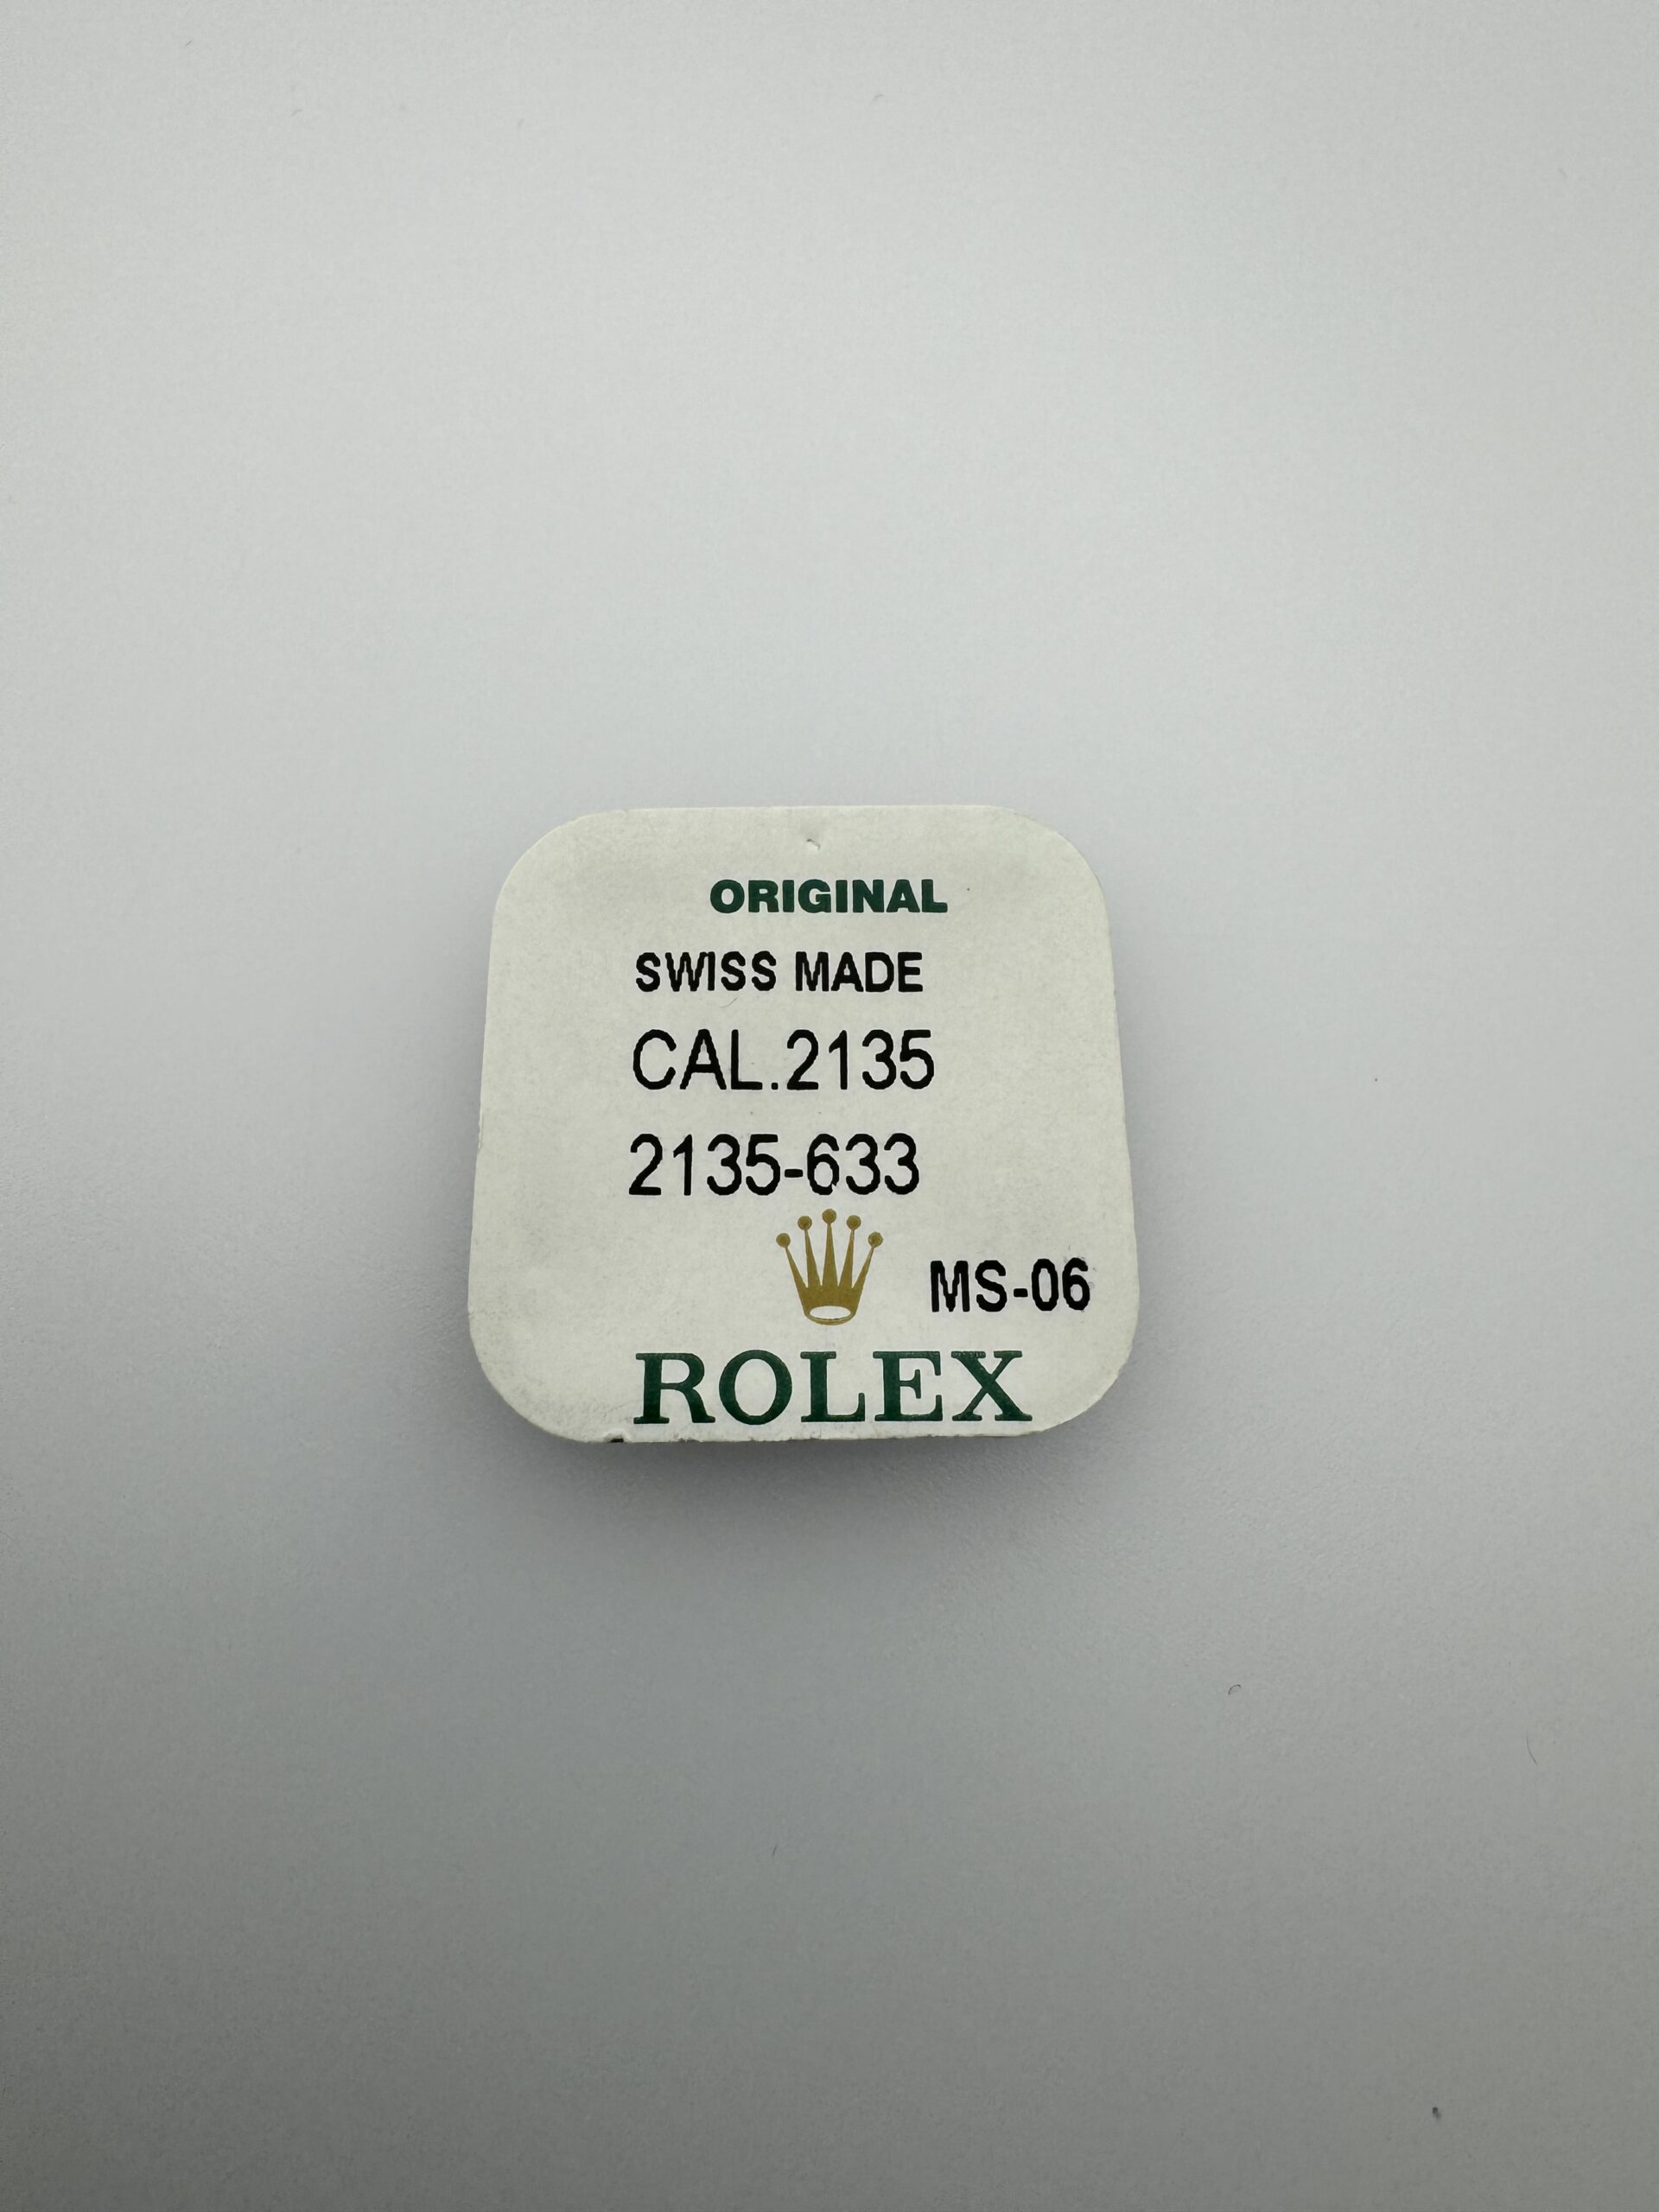 ORIGINAL
SWISS MADE
CAL.2135
2135-633
MS-06
ROLEX